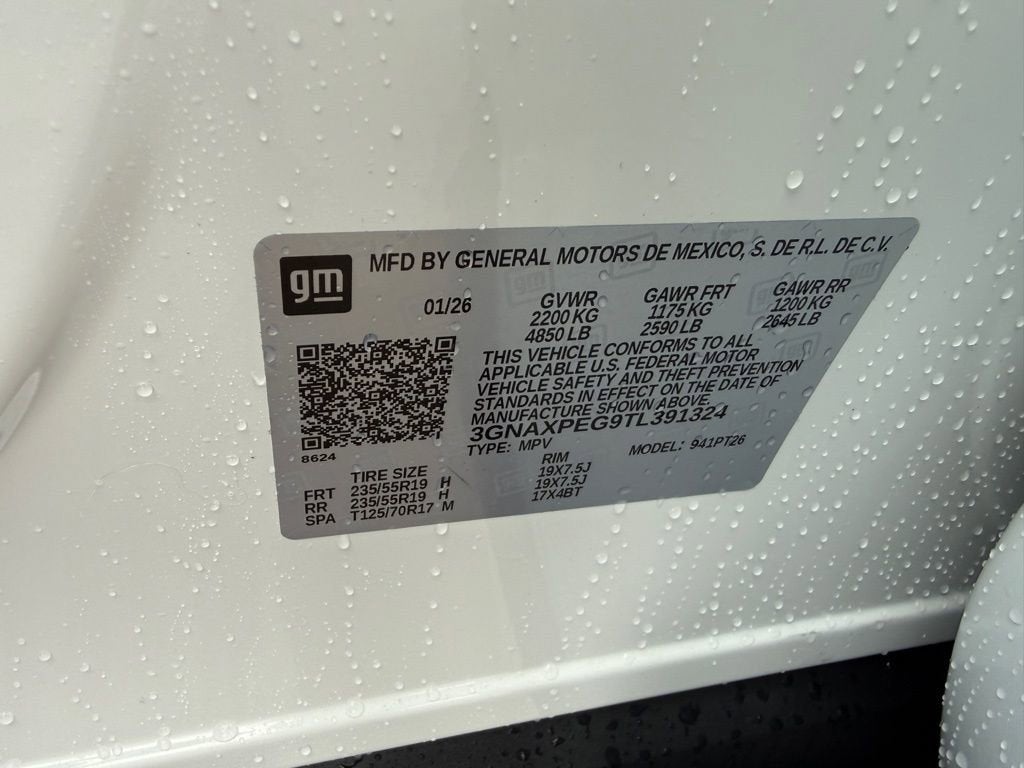 gm
MFD BY GENERAL MOTORS DE MEXICO, S. DE R.L. DE C.V.
01/26 GVWR GAWR FRT GAWR RR
2200 KG 1175 KG 1200 KG
4850 LB 2590 LB 2645 LB
THIS VEHICLE CONFORMS TO ALL
APPLICABLE U.S. FEDERAL MOTOR
VEHICLE SAFETY AND THEFT PREVENTION
STANDARDS IN EFFECT ON THE DATE OF
MANUFACTURE SHOWN ABOVE.
3GNAXPEG9TL391324
TYPE: MPV MODEL: 941PT26
8624
TIRE SIZE RIM
FRT 235/55R19 H 19X7.5J
RR 235/55R19 H 19X7.5J
SPA T125/70R17 M 17X4BT